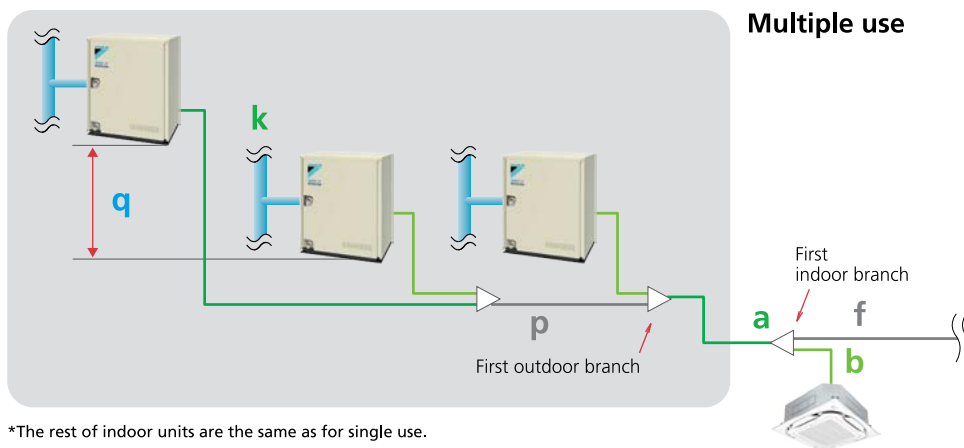 Multiple use
k
q
First
indoor branch
p
a
f
First outdoor branch
b
*The rest of indoor units are the same as for single use.